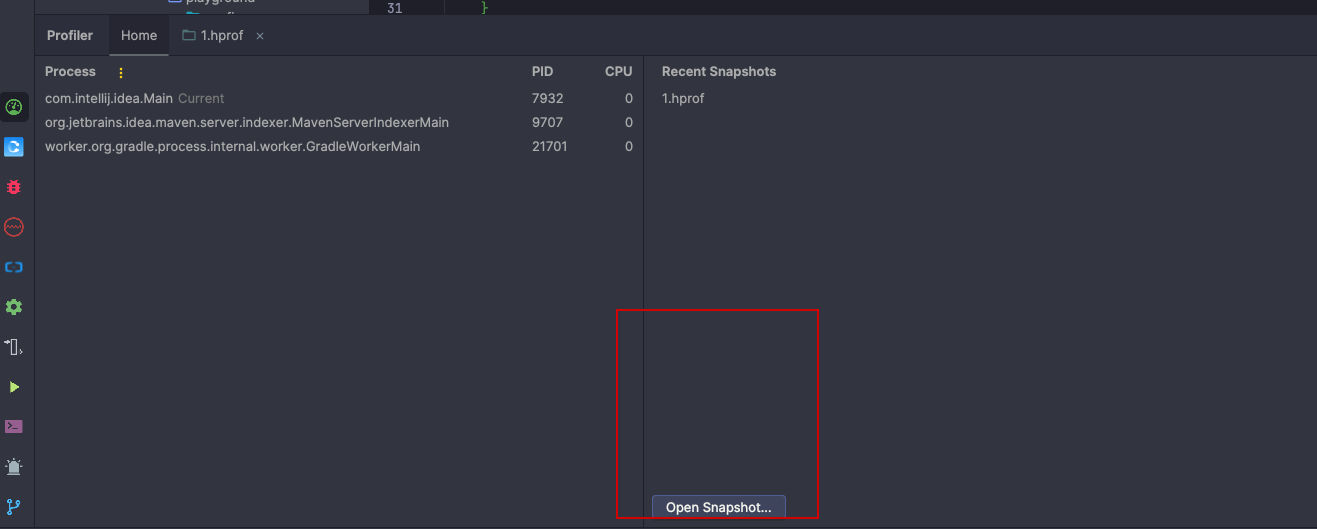 playground
31 }
Profiler Home 1.hprof ×
Process PID CPU
com.intellij.idea.Main Current 7932 0
org.jetbrains.idea.maven.server.indexer.MavenServerIndexerMain 9707 0
worker.org.gradle.process.internal.worker.GradleWorkerMain 21701 0
Recent Snapshots
1.hprof
Open Snapshot...